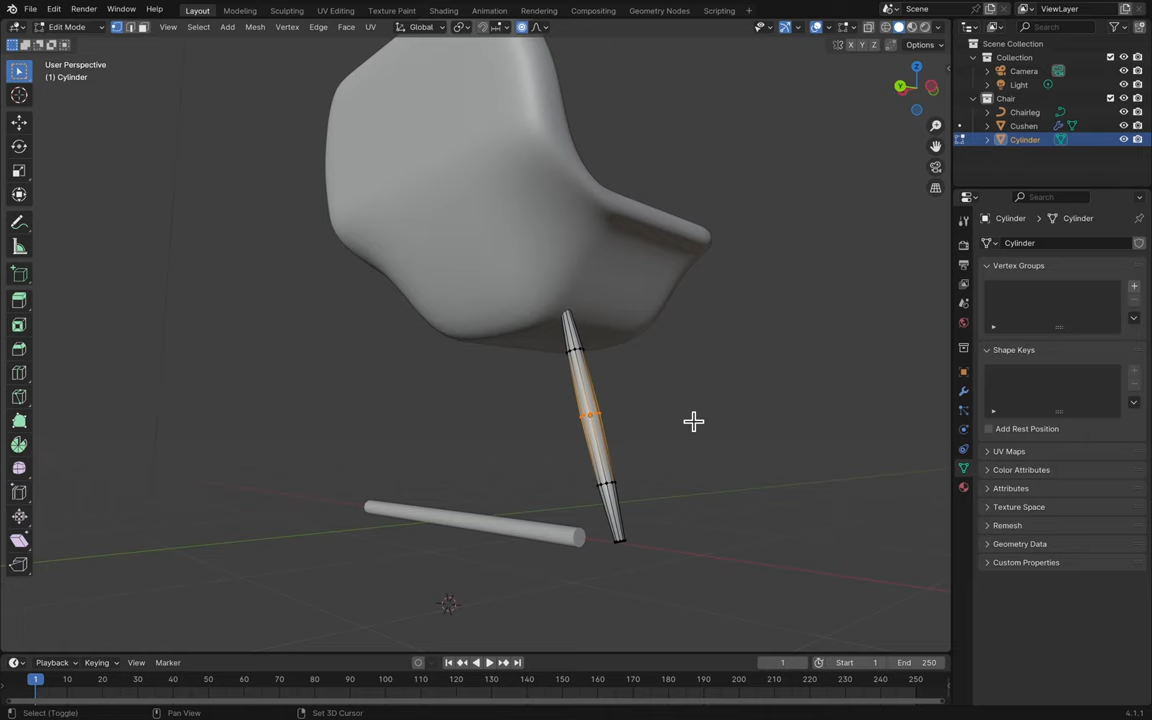 File Edit Render Window Help Layout Modeling Sculpting UV Editing Texture Paint Shading Animation Rendering Compositing Geometry Nodes Scripting + Scene ViewLayer
Edit Mode View Select Add Mesh Vertex Edge Face UV Global Search
X Y Z Options
User Perspective
(1) Cylinder
Scene Collection
Collection
Camera
Light
Chair
Chairleg
Cushen
Cylinder
Z
Y
Search
Cylinder > Cylinder
Cylinder
Vertex Groups
Shape Keys
Add Rest Position
UV Maps
Color Attributes
Attributes
Texture Space
Remesh
Geometry Data
Custom Properties
Playback Keying View Marker 1 Start 1 End 250
1 10 20 30 40 50 60 70 80 90 100 110 120 130 140 150 160 170 180 190 200 210 220 230 240 250
Select (Toggle) Pan View Set 3D Cursor 4.1.1